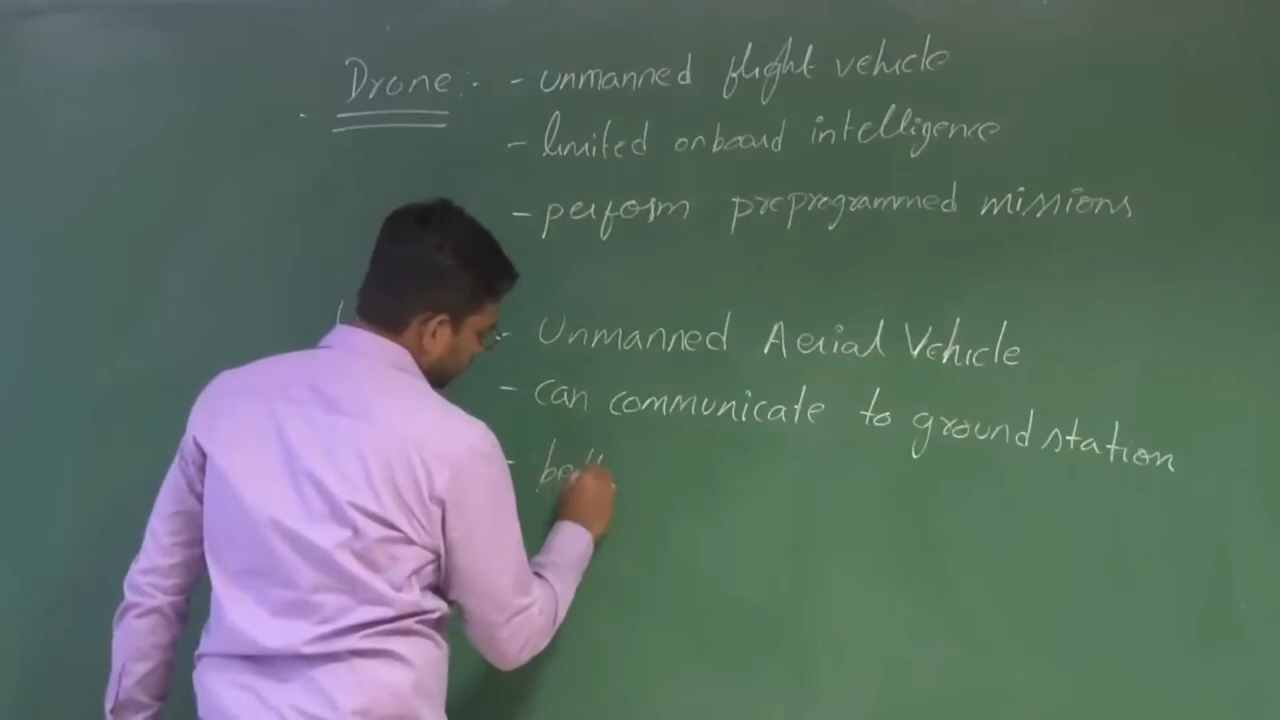 Drone:- - unmanned flight vehicle
- limited onboard intelligence
- perform preprogrammed missions
- Unmanned Aerial Vehicle
- can communicate to ground station
-